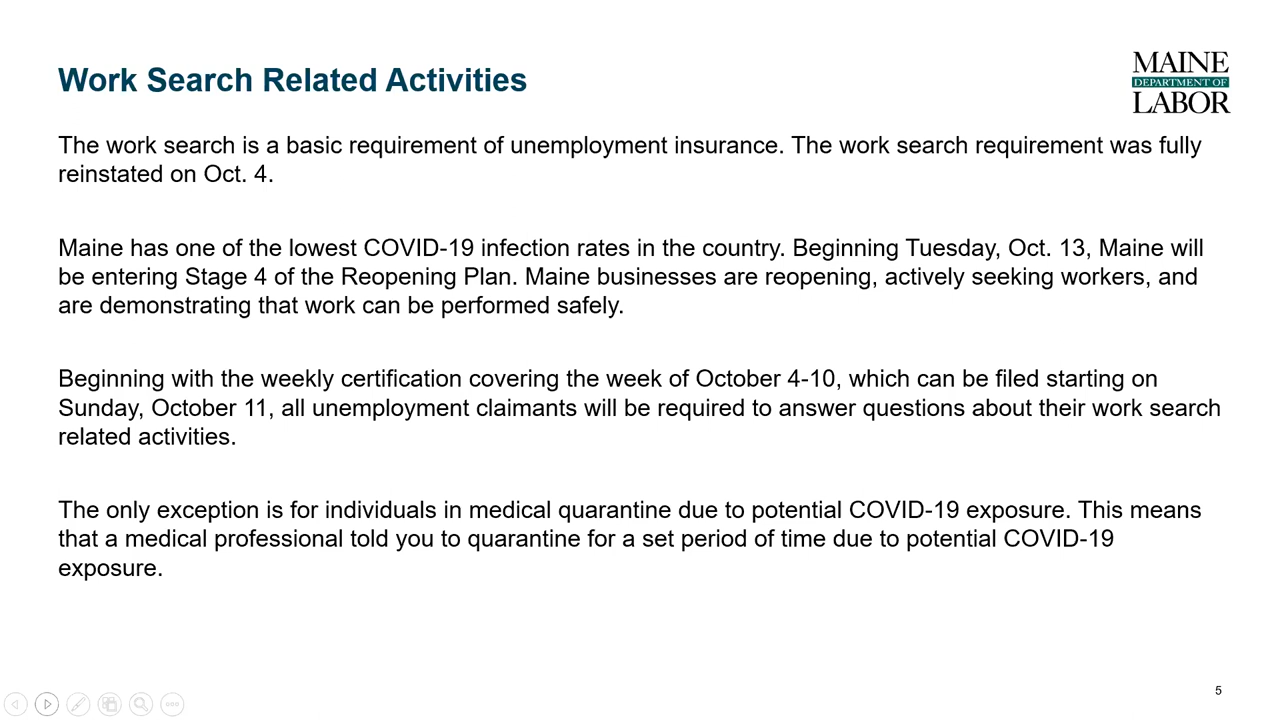 Work Search Related Activities
MAINE
DEPARTMENT OF
LABOR
The work search is a basic requirement of unemployment insurance. The work search requirement was fully
reinstated on Oct. 4.
Maine has one of the lowest COVID-19 infection rates in the country. Beginning Tuesday, Oct. 13, Maine will
be entering Stage 4 of the Reopening Plan. Maine businesses are reopening, actively seeking workers, and
are demonstrating that work can be performed safely.
Beginning with the weekly certification covering the week of October 4-10, which can be filed starting on
Sunday, October 11, all unemployment claimants will be required to answer questions about their work search
related activities.
The only exception is for individuals in medical quarantine due to potential COVID-19 exposure. This means
that a medical professional told you to quarantine for a set period of time due to potential COVID-19
exposure.
5